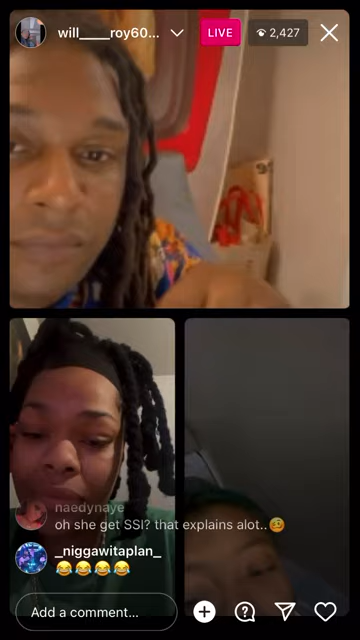 will____roy60...
LIVE
2,427
naedynaye
oh she get SSI? that explains alot..🤨
_niggawitaplan_
😂😂😂😂
Add a comment...